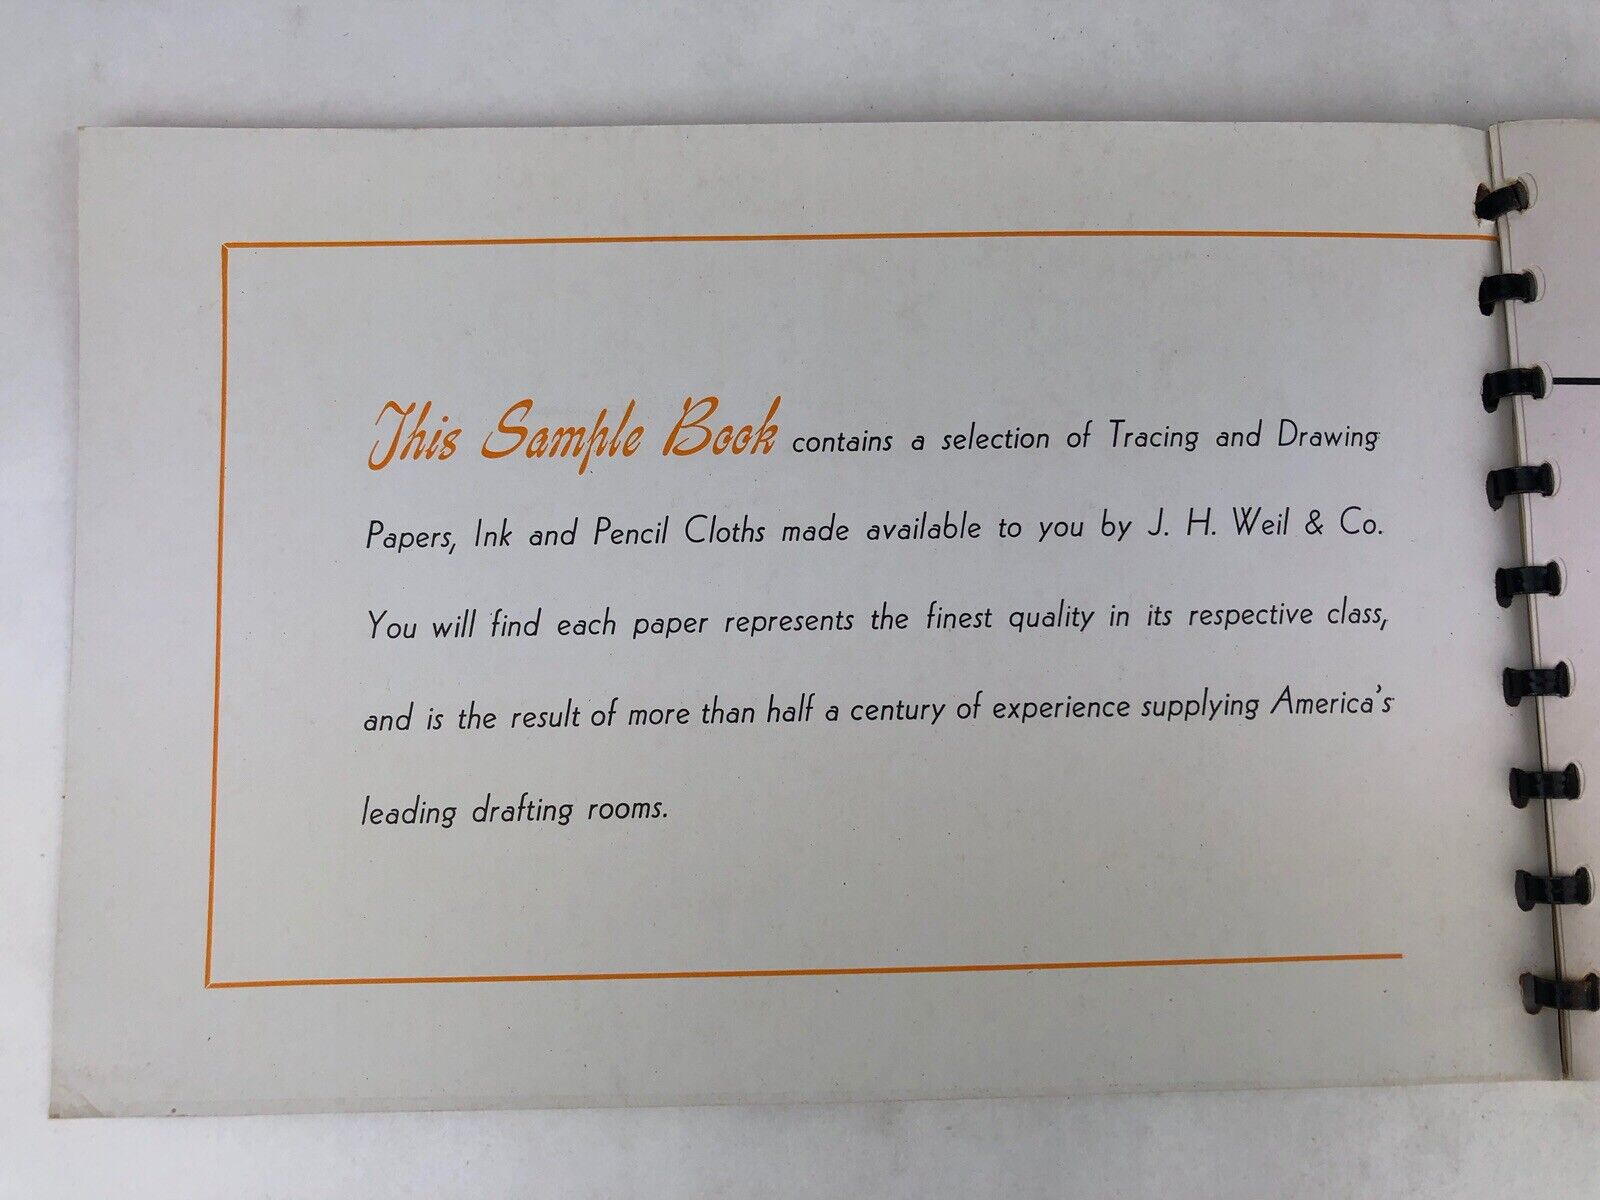 This Sample Book contains a selection of Tracing and Drawing
Papers, Ink and Pencil Cloths made available to you by J. H. Weil & Co.
You will find each paper represents the finest quality in its respective class,
and is the result of more than half a century of experience supplying America's
leading drafting rooms.